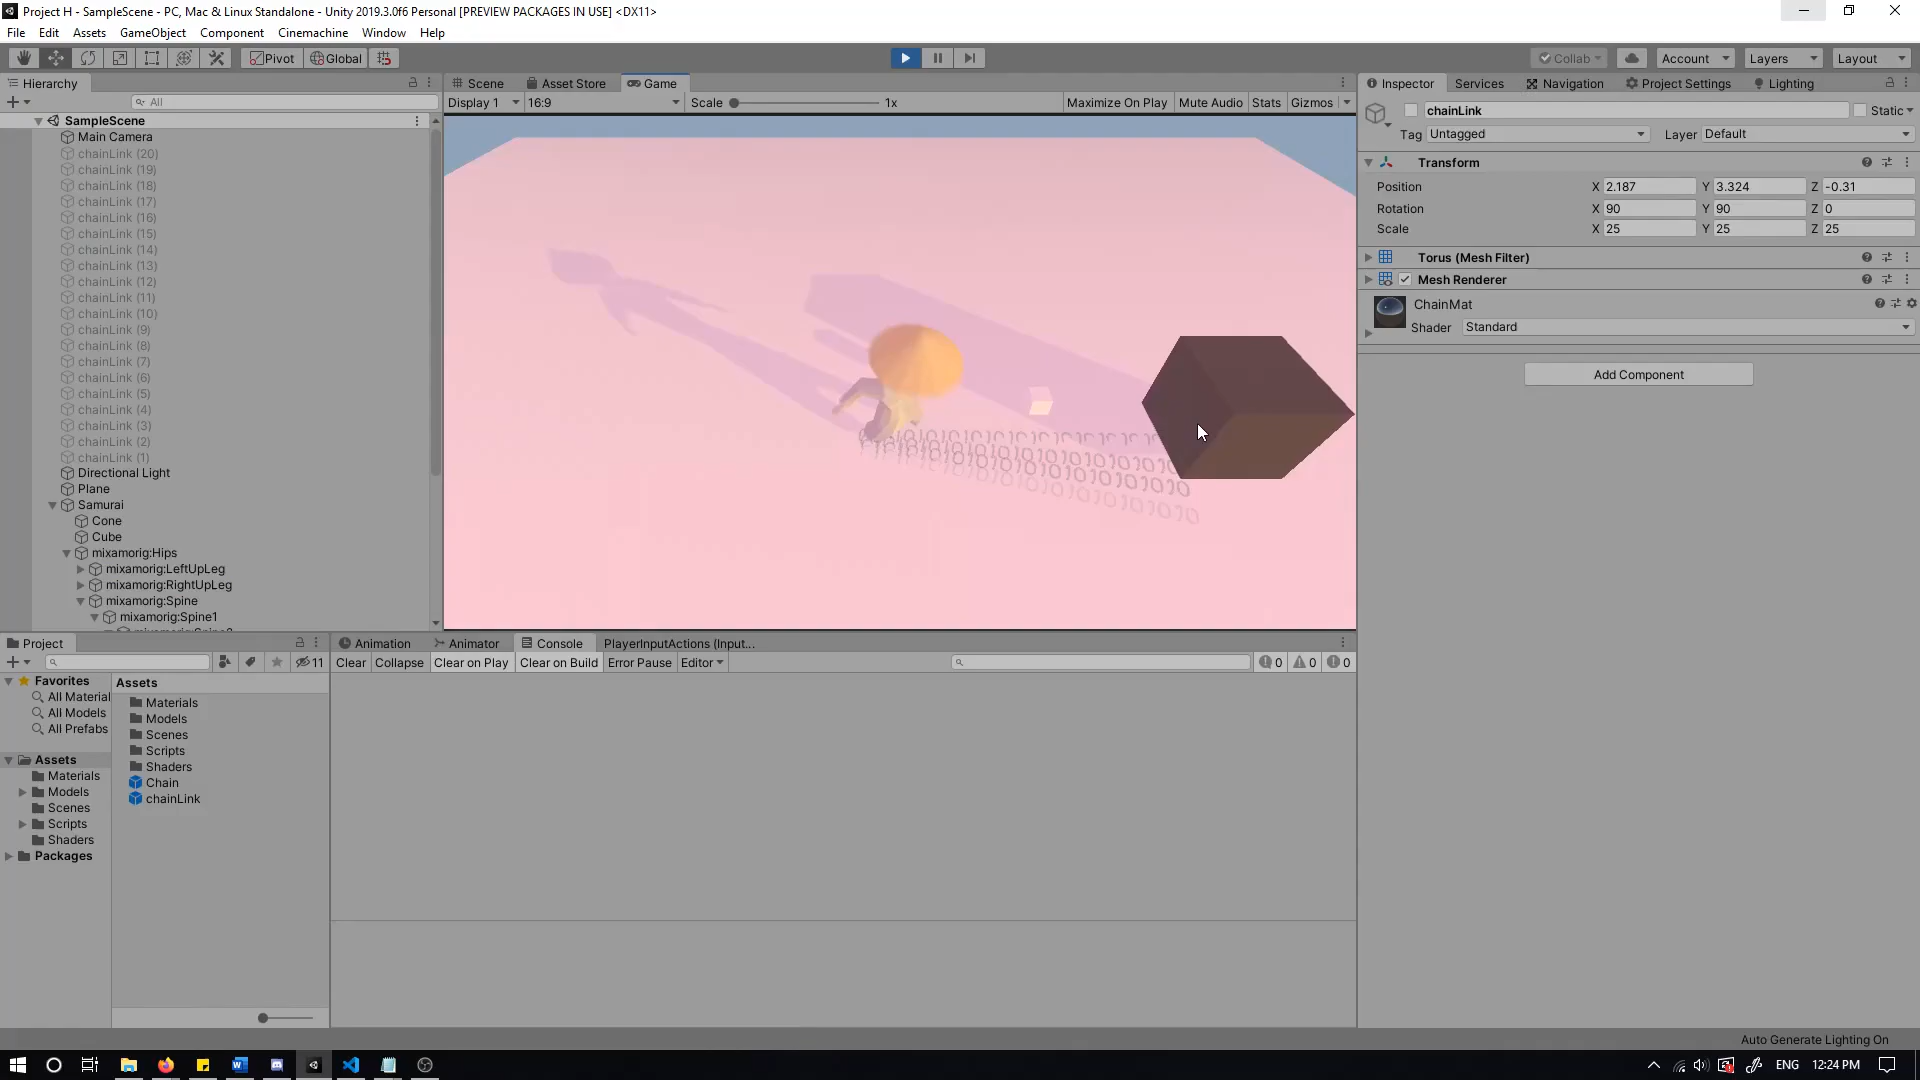 Project H - SampleScene - PC, Mac & Linux Standalone - Unity 2019.3.0f6 Personal [PREVIEW PACKAGES IN USE] <DX11>
File Edit Assets GameObject Component Cinemachine Window Help
Pivot Global Collab Account Layers Layout
Hierarchy
All
SampleScene
Main Camera
chainLink (20)
chainLink (19)
chainLink (18)
chainLink (17)
chainLink (16)
chainLink (15)
chainLink (14)
chainLink (13)
chainLink (12)
chainLink (11)
chainLink (10)
chainLink (9)
chainLink (8)
chainLink (7)
chainLink (6)
chainLink (5)
chainLink (4)
chainLink (3)
chainLink (2)
chainLink (1)
Directional Light
Plane
Samurai
Cone
Cube
mixamorig:Hips
mixamorig:LeftUpLeg
mixamorig:RightUpLeg
mixamorig:Spine
mixamorig:Spine1
Scene Asset Store Game
Display 1 16:9 Scale 1x Maximize On Play Mute Audio Stats Gizmos
Inspector Services Navigation Project Settings Lighting
chainLink Static
Tag Untagged Layer Default
Transform
Position X 2.187 Y 3.324 Z -0.31
Rotation X 90 Y 90 Z 0
Scale X 25 Y 25 Z 25
Torus (Mesh Filter)
Mesh Renderer
ChainMat
Shader Standard
Add Component
Project
11
Favorites
All Material
All Models
All Prefabs
Assets
Materials
Models
Scenes
Scripts
Shaders
Packages
Assets
Materials
Models
Scenes
Scripts
Shaders
Chain
chainLink
Animation Animator Console PlayerInputActions (Input...
Clear Collapse Clear on Play Clear on Build Error Pause Editor 0 0 0
Auto Generate Lighting On
ENG 12:24 PM